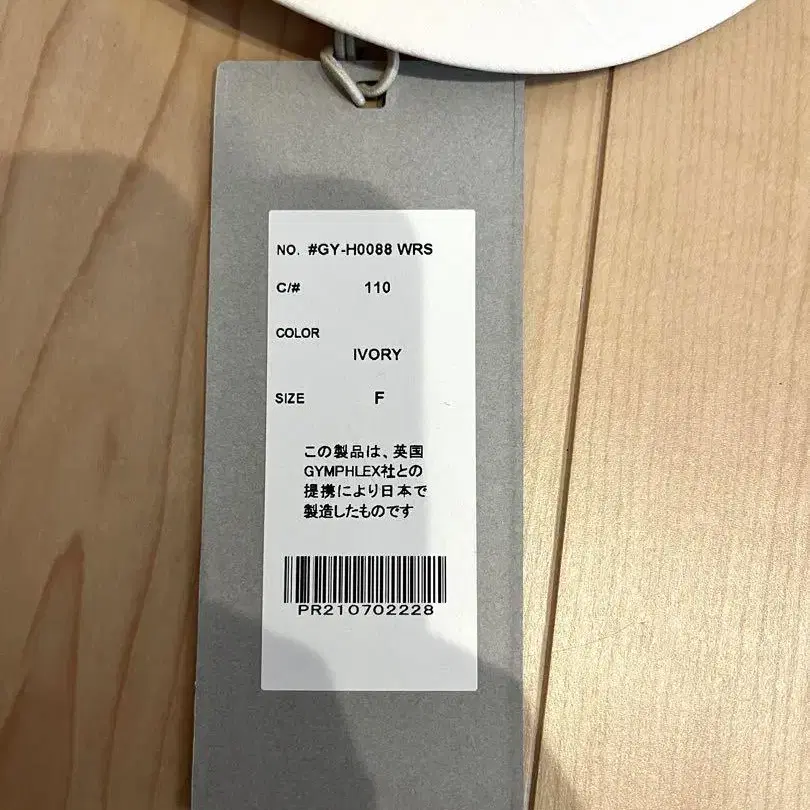 NO. #GY-H0088 WRS
C/# 110
COLOR
IVORY
SIZE F
この製品は、英国
GYMPHLEX社との
提携により日本で
製造したものです
PR210702228